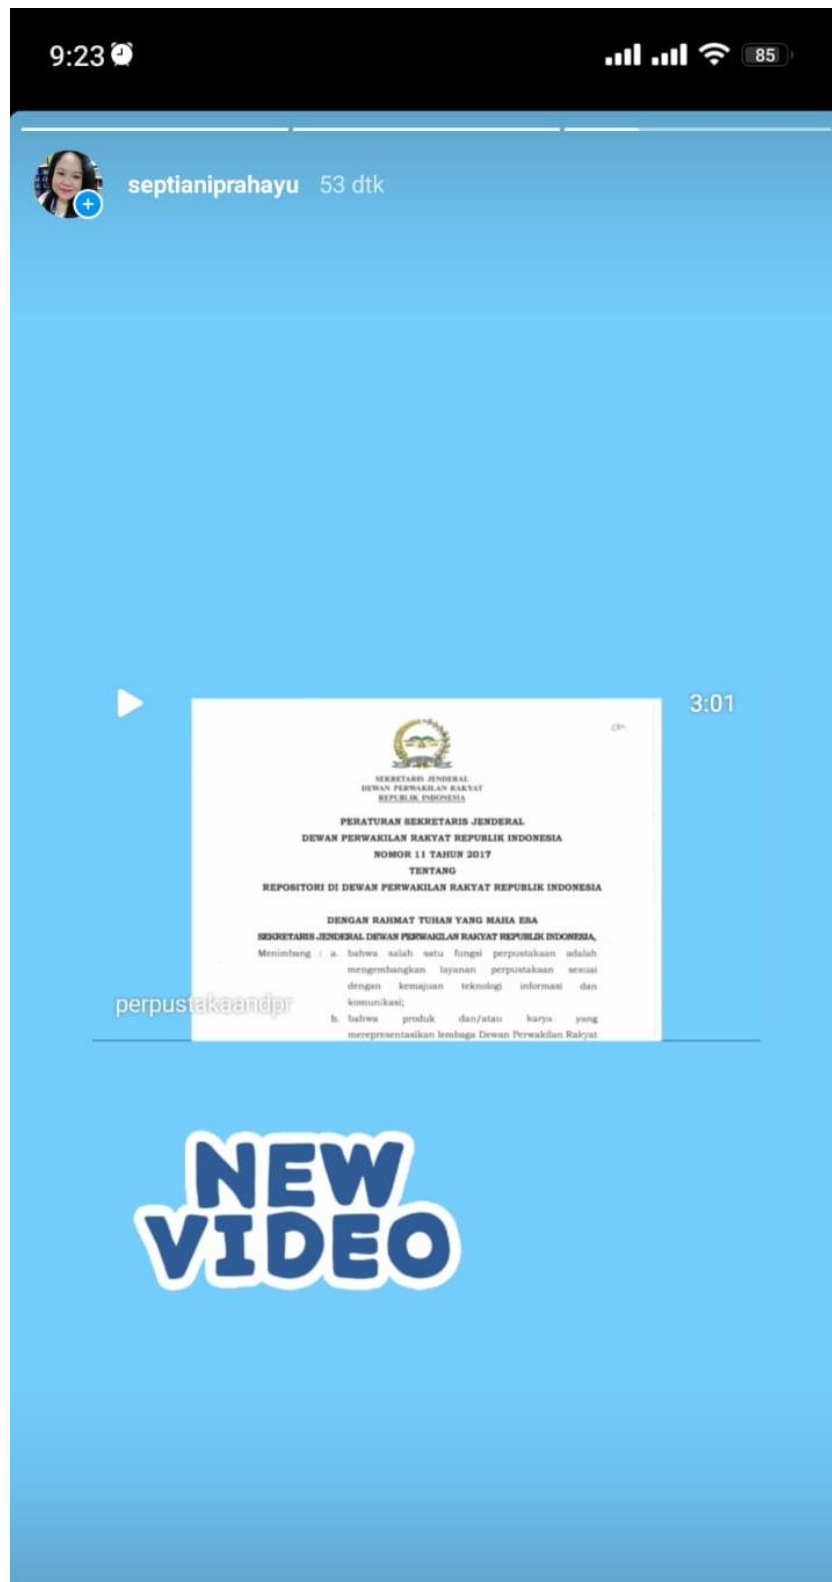 9:23
85
septianiprahayu 53 dtk
3:01
SEKRETARIS JENDERAL
DEWAN PERWAKILAN RAKYAT
REPUBLIK INDONESIA
PERATURAN SEKRETARIS JENDERAL
DEWAN PERWAKILAN RAKYAT REPUBLIK INDONESIA
NOMOR 11 TAHUN 2017
TENTANG
REPOSITORI DI DEWAN PERWAKILAN RAKYAT REPUBLIK INDONESIA
DENGAN RAHMAT TUHAN YANG MAHA ESA
SEKRETARIS JENDERAL DEWAN PERWAKILAN RAKYAT REPUBLIK INDONESIA,
Menimbang : a. bahwa salah satu fungsi perpustakaan adalah
mengembangkan layanan perpustakaan sesuai
dengan kemajuan teknologi informasi dan
komunikasi;
b. bahwa produk dan/atau karya yang
merepresentasikan lembaga Dewan Perwakilan Rakyat
perpustakaandpr
NEW
VIDEO